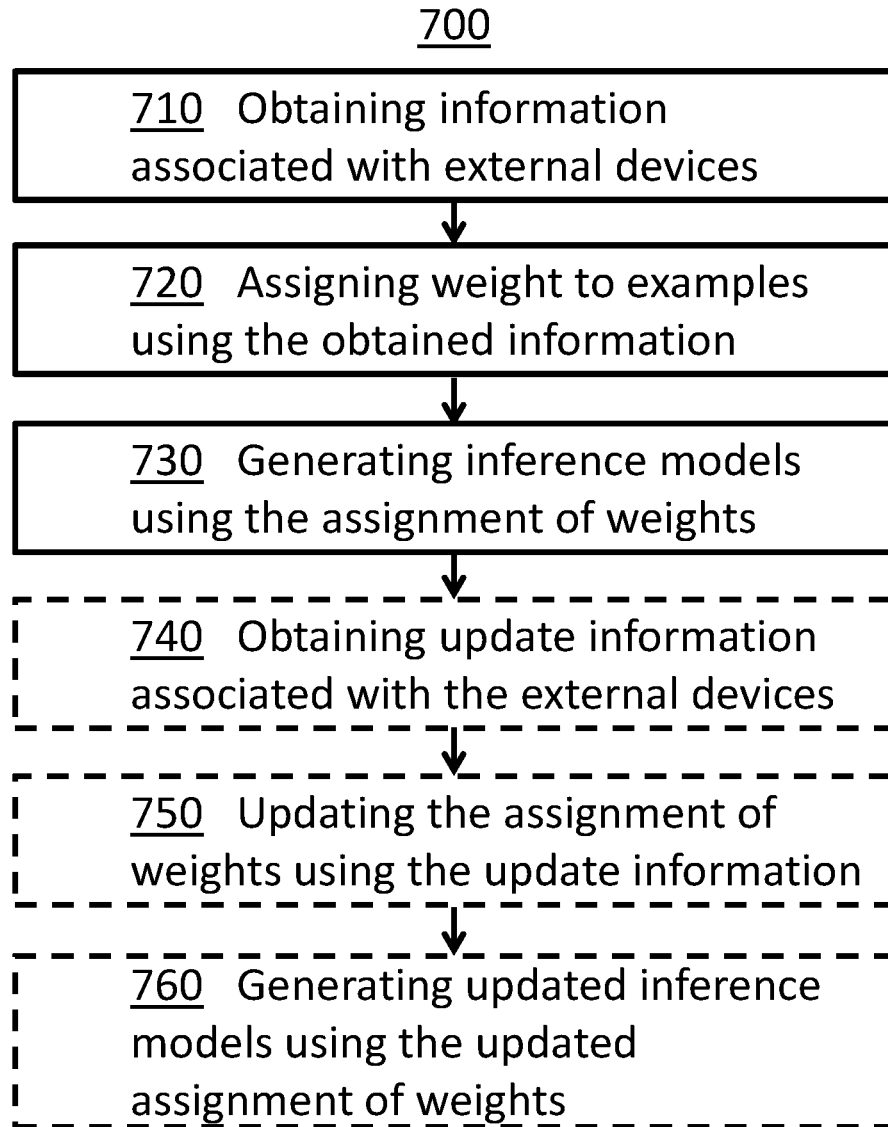 700
710 Obtaining information
associated with external devices
720 Assigning weight to examples
using the obtained information
730 Generating inference models
using the assignment of weights
740 Obtaining update information
associated with the external devices
750 Updating the assignment of
weights using the update information
760 Generating updated inference
models using the updated
assignment of weights